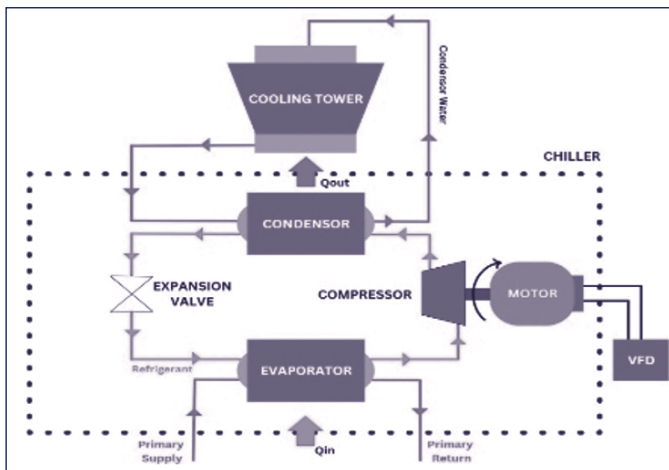 COOLING TOWER
Condensor Water
CHILLER
Qout
CONDENSOR
EXPANSION
VALVE
COMPRESSOR
MOTOR
Refrigerant
EVAPORATOR
VFD
Primary
Supply
Qin
Primary
Return